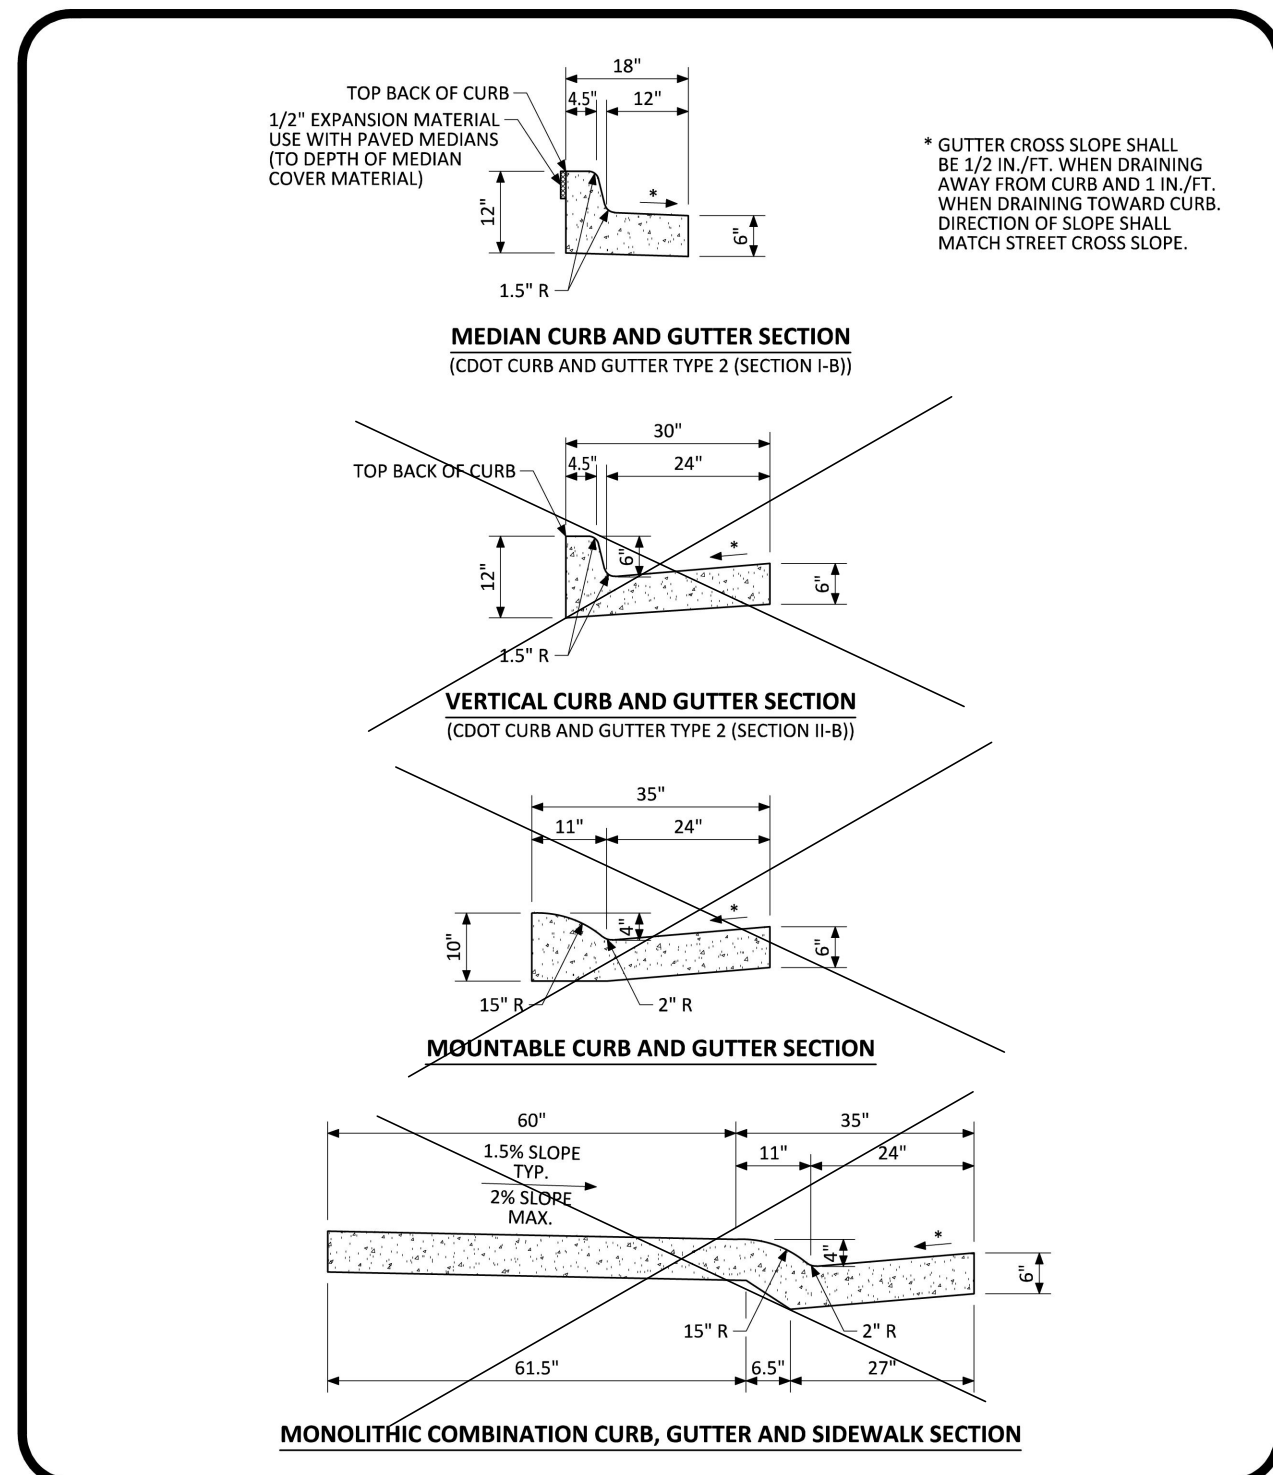 18"
TOP BACK OF CURB
4.5"
12"
1/2" EXPANSION MATERIAL
USE WITH PAVED MEDIANS
(TO DEPTH OF MEDIAN
COVER MATERIAL)
* GUTTER CROSS SLOPE SHALL
BE 1/2 IN./FT. WHEN DRAINING
AWAY FROM CURB AND 1 IN./FT.
WHEN DRAINING TOWARD CURB.
DIRECTION OF SLOPE SHALL
MATCH STREET CROSS SLOPE.
*
12"
6"
1.5" R
MEDIAN CURB AND GUTTER SECTION
(CDOT CURB AND GUTTER TYPE 2 (SECTION I-B))
30"
TOP BACK OF CURB
4.5"
24"
*
6"
12"
6"
1.5" R
VERTICAL CURB AND GUTTER SECTION
(CDOT CURB AND GUTTER TYPE 2 (SECTION II-B))
35"
11"
24"
*
4"
10"
6"
15" R
2" R
MOUNTABLE CURB AND GUTTER SECTION
60"
35"
1.5% SLOPE
TYP.
11"
24"
2% SLOPE
MAX.
*
4"
6"
15" R
2" R
61.5"
6.5"
27"
MONOLITHIC COMBINATION CURB, GUTTER AND SIDEWALK SECTION